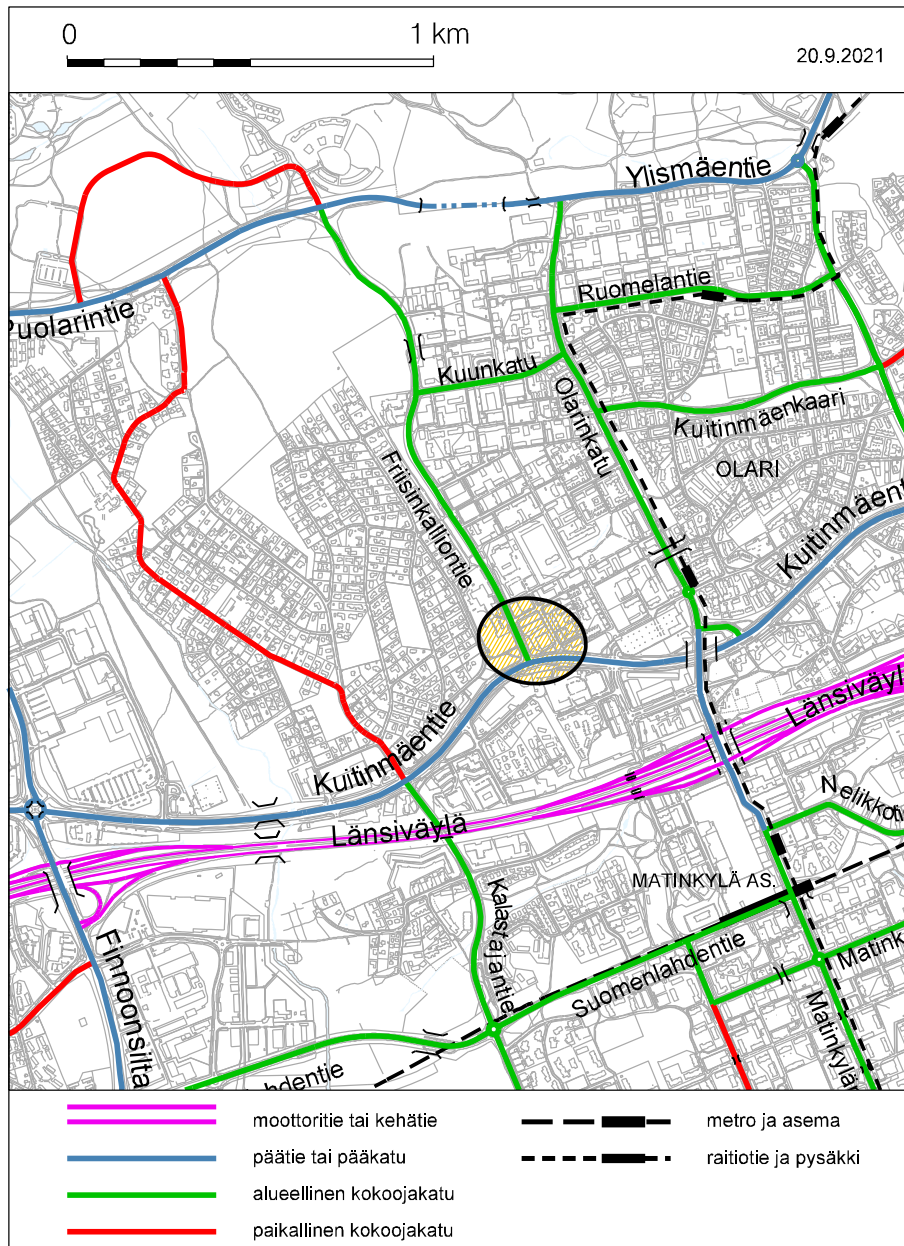 0 1 km
20.9.2021
Ylismäentie
Ruomelantie
Puolarintie
Kuunkatu
Olarinkatu
Kuitinmäenkaari
OLARI
Friisinkalliontie
Kuitinmäent
Länsiväyl
Kuitinmäentie
Länsiväylä
Nelikkot
MATINKYLÄ AS.
Kalastajantie
Suomenlahdentie
Matink
Finnoonsilta
Matinkylän
hdentie
moottoritie tai kehätie
päätie tai pääkatu
alueellinen kokoojakatu
paikallinen kokoojakatu
metro ja asema
raitiotie ja pysäkki